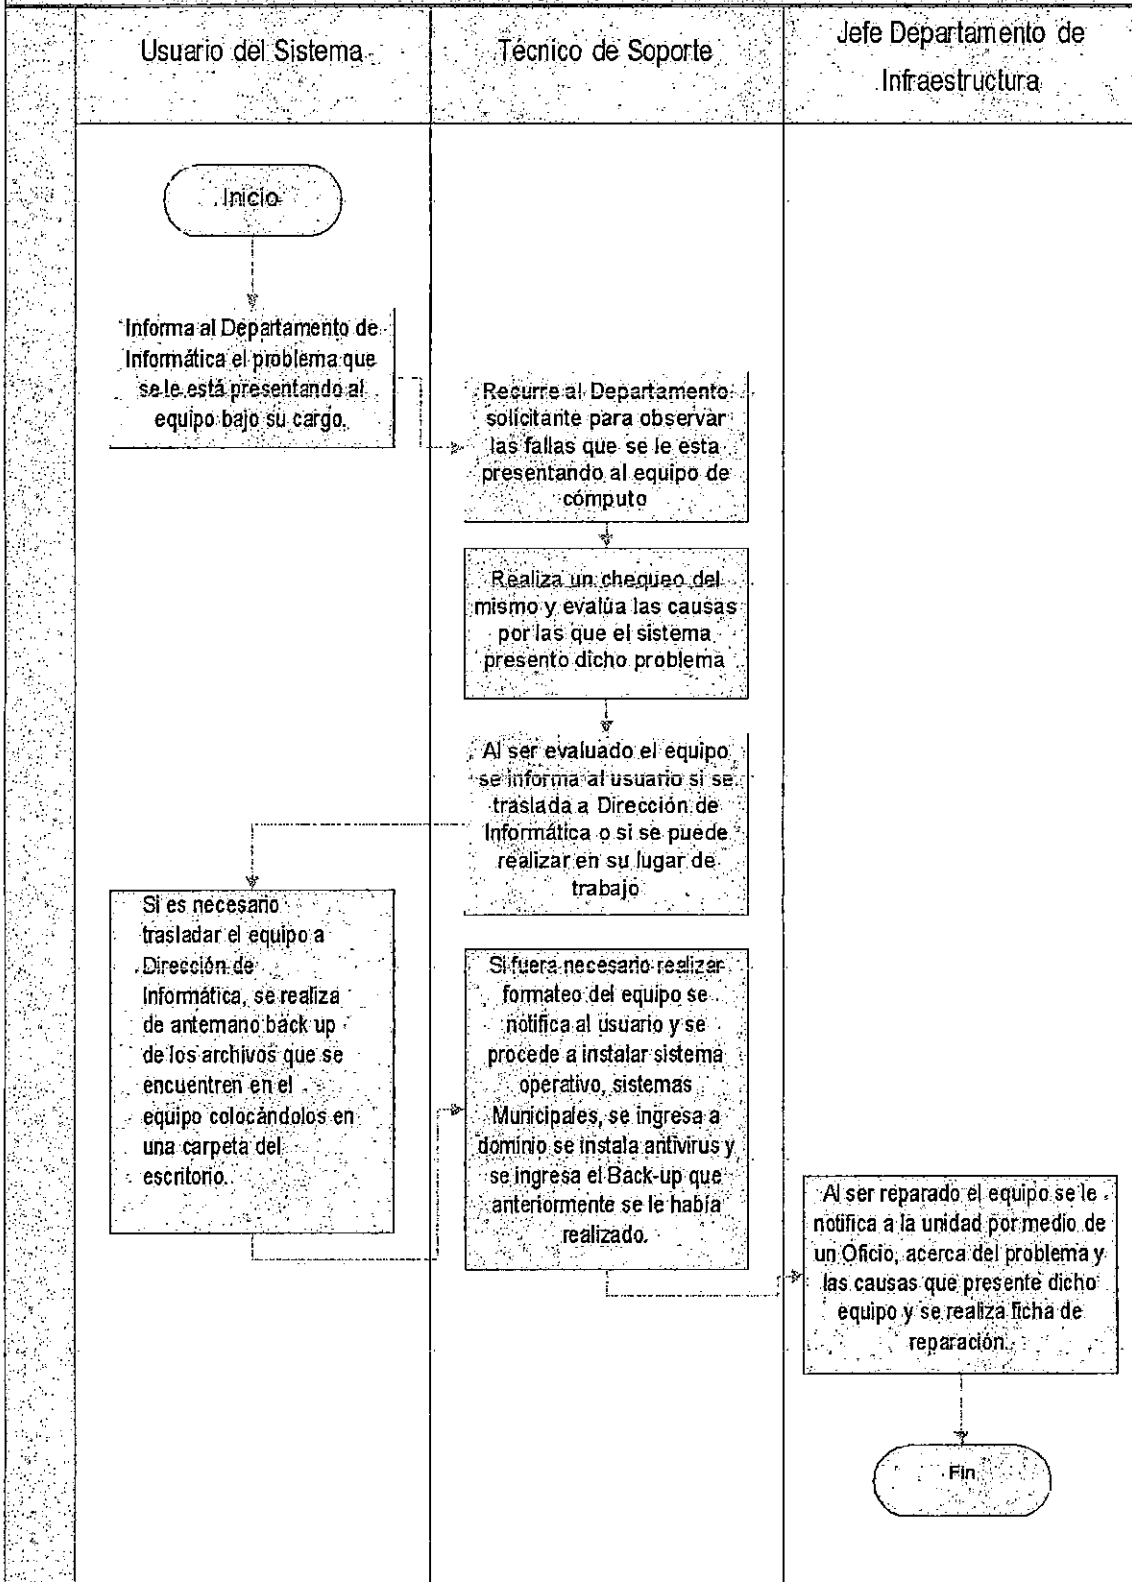 Usuario del Sistema
Técnico de Soporte
Jefe Departamento de
Infraestructura
Inicio
Informa al Departamento de
Informática el problema que
se le está presentando al
equipo bajo su cargo.
Recurre al Departamento
solicitante para observar
las fallas que se le esta
presentando al equipo de
cómputo
Realiza un chequeo del
mismo y evalúa las causas
por las que el sistema
presento dicho problema
Al ser evaluado el equipo
se informa al usuario si se
traslada a Dirección de
Informática o si se puede
realizar en su lugar de
trabajo
Si es necesario
trasladar el equipo a
Dirección de
Informática, se realiza
de antemano back up
de los archivos que se
encuentren en el
equipo colocándolos en
una carpeta del
escritorio.
Si fuera necesario realizar
formateo del equipo se
notifica al usuario y se
procede a instalar sistema
operativo, sistemas
Municipales, se ingresa a
dominio se instala antivirus y
se ingresa el Back-up que
anteriormente se le había
realizado.
Al ser reparado el equipo se le
notifica a la unidad por medio de
un Oficio, acerca del problema y
las causas que presente dicho
equipo y se realiza ficha de
reparación.
Fin